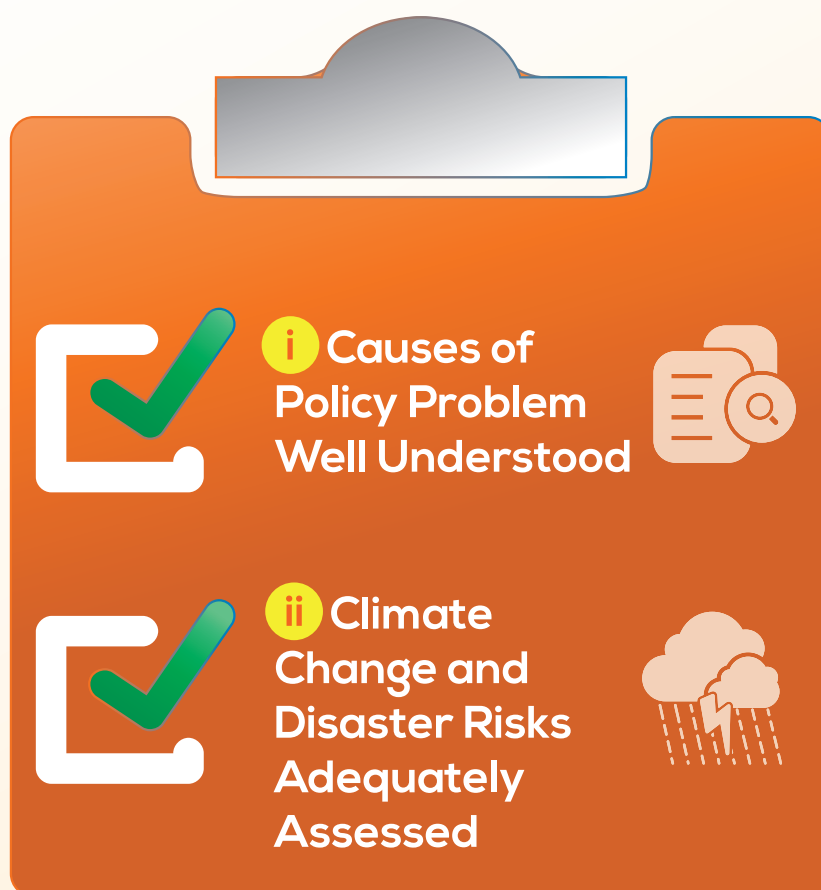 i Causes of
Policy Problem
Well Understood
ii Climate
Change and
Disaster Risks
Adequately
Assessed